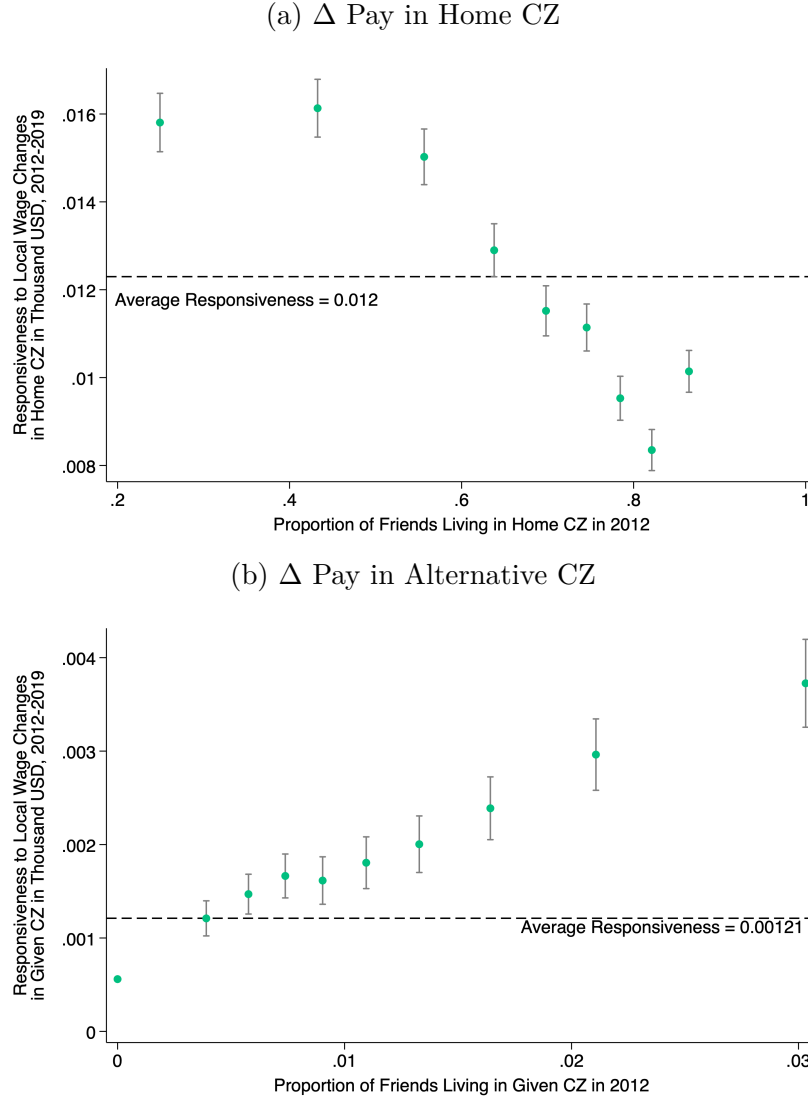 (a) Δ Pay in Home CZ
Responsiveness to Local Wage Changes
in Home CZ in Thousand USD, 2012-2019
.016
.014
.012
.01
.008
Average Responsiveness = 0.012
.2
.4
.6
.8
1
Proportion of Friends Living in Home CZ in 2012
(b) Δ Pay in Alternative CZ
Responsiveness to Local Wage Changes
in Given CZ in Thousand USD, 2012-2019
.004
.003
.002
.001
0
Average Responsiveness = 0.00121
0
.01
.02
.03
Proportion of Friends Living in Given CZ in 2012